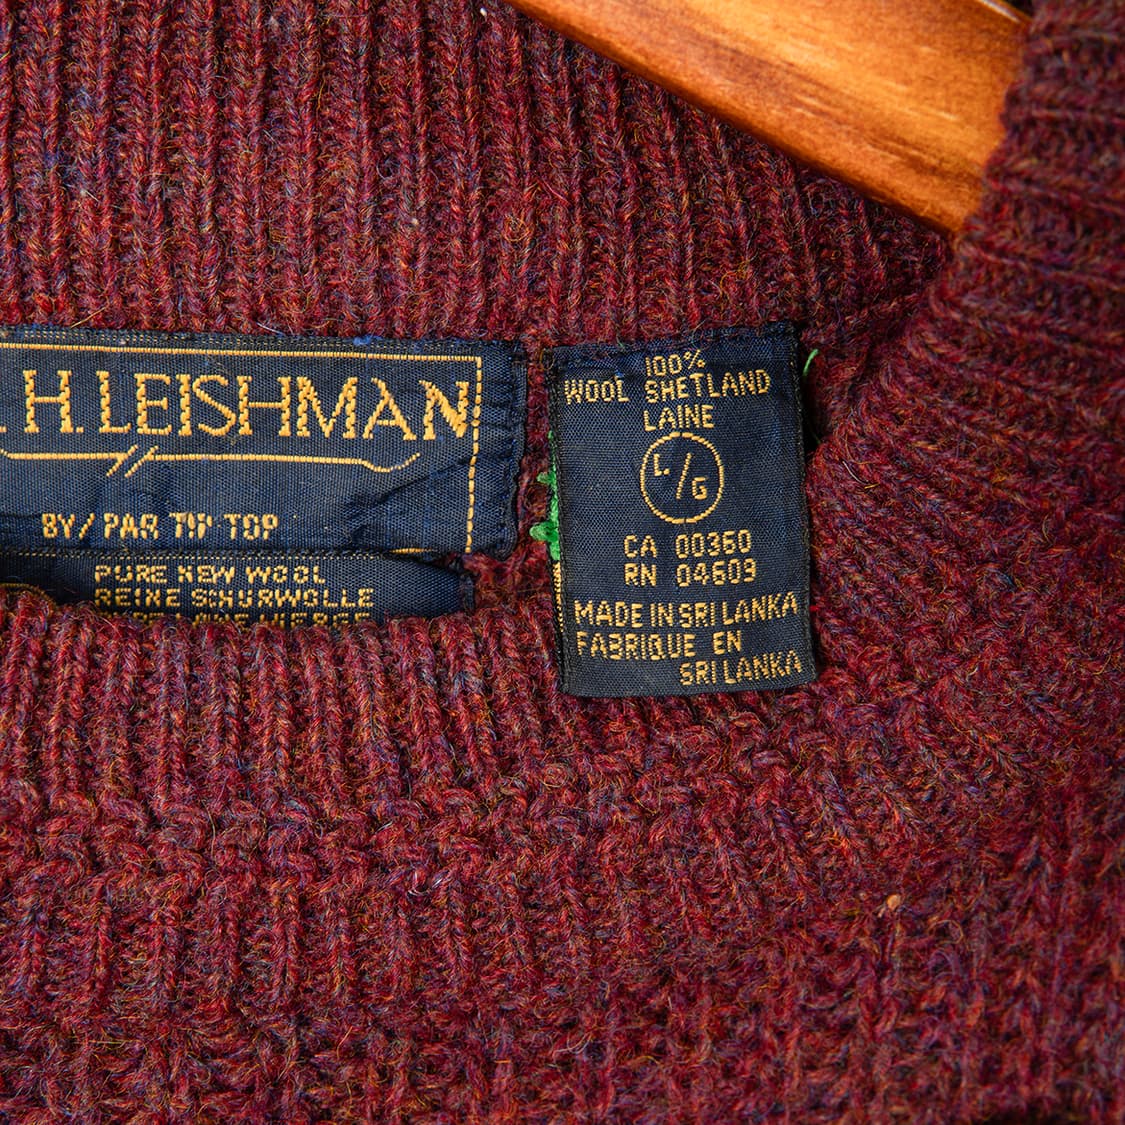 . H. LEISHMAN
BY/PAR TIP TOP
PURE NEW WOOL
REINE SCHURWOLLE
100%
WOOL SHETLAND
LAINE
L/G
CA 00360
RN 04609
MADE IN SRI LANKA
FABRIQUE EN
SRI LANKA